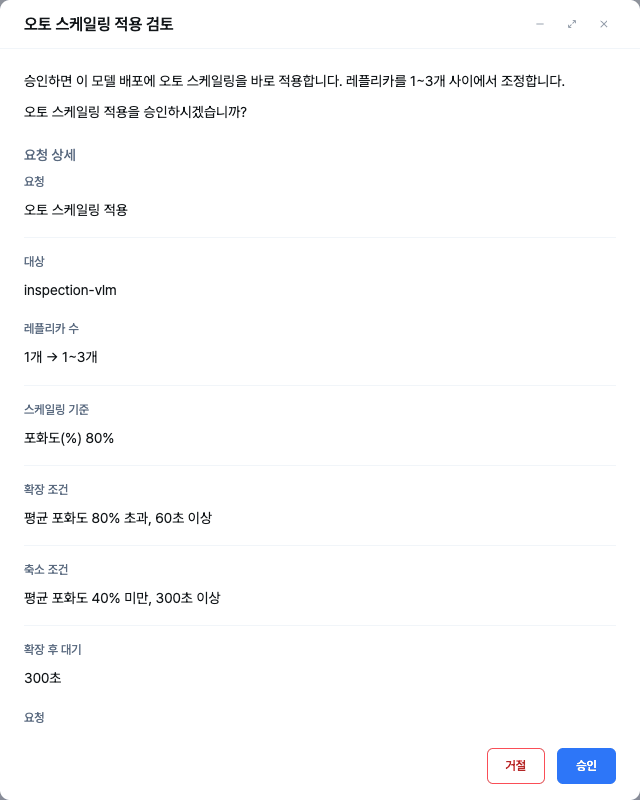 오토 스케일링 적용 검토
승인하면 이 모델 배포에 오토 스케일링을 바로 적용합니다. 레플리카를 1~3개 사이에서 조정합니다.
오토 스케일링 적용을 승인하시겠습니까?
요청 상세
요청
오토 스케일링 적용
대상
inspection-vlm
레플리카 수
1개 → 1~3개
스케일링 기준
포화도(%) 80%
확장 조건
평균 포화도 80% 초과, 60초 이상
축소 조건
평균 포화도 40% 미만, 300초 이상
확장 후 대기
300초
요청
거절
승인